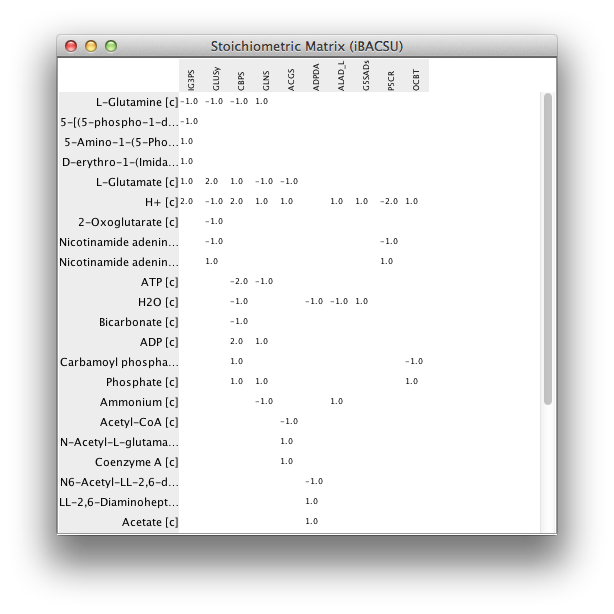 Stoichiometric Matrix (iBACSU)
IG3PS GLUSy CBPS GLNS ACGS ADPDA ALAD_L G5SADs P5CR OCBT
L-Glutamine [c] -1.0 -1.0 -1.0 1.0
5-[(5-phospho-1-d... -1.0
5-Amino-1-(5-Pho... 1.0
D-erythro-1-(Imida... 1.0
L-Glutamate [c] 1.0 2.0 1.0 -1.0 -1.0
H+ [c] 2.0 -1.0 2.0 1.0 1.0 1.0 1.0 -2.0 1.0
2-Oxoglutarate [c] -1.0
Nicotinamide adenin... -1.0 -1.0
Nicotinamide adenin... 1.0 1.0
ATP [c] -2.0 -1.0
H2O [c] -1.0 -1.0 -1.0 1.0
Bicarbonate [c] -1.0
ADP [c] 2.0 1.0
Carbamoyl phospha... 1.0 -1.0
Phosphate [c] 1.0 1.0 1.0
Ammonium [c] -1.0 1.0
Acetyl-CoA [c] -1.0
N-Acetyl-L-glutama... 1.0
Coenzyme A [c] 1.0
N6-Acetyl-LL-2,6-d... -1.0
LL-2,6-Diaminohept... 1.0
Acetate [c] 1.0